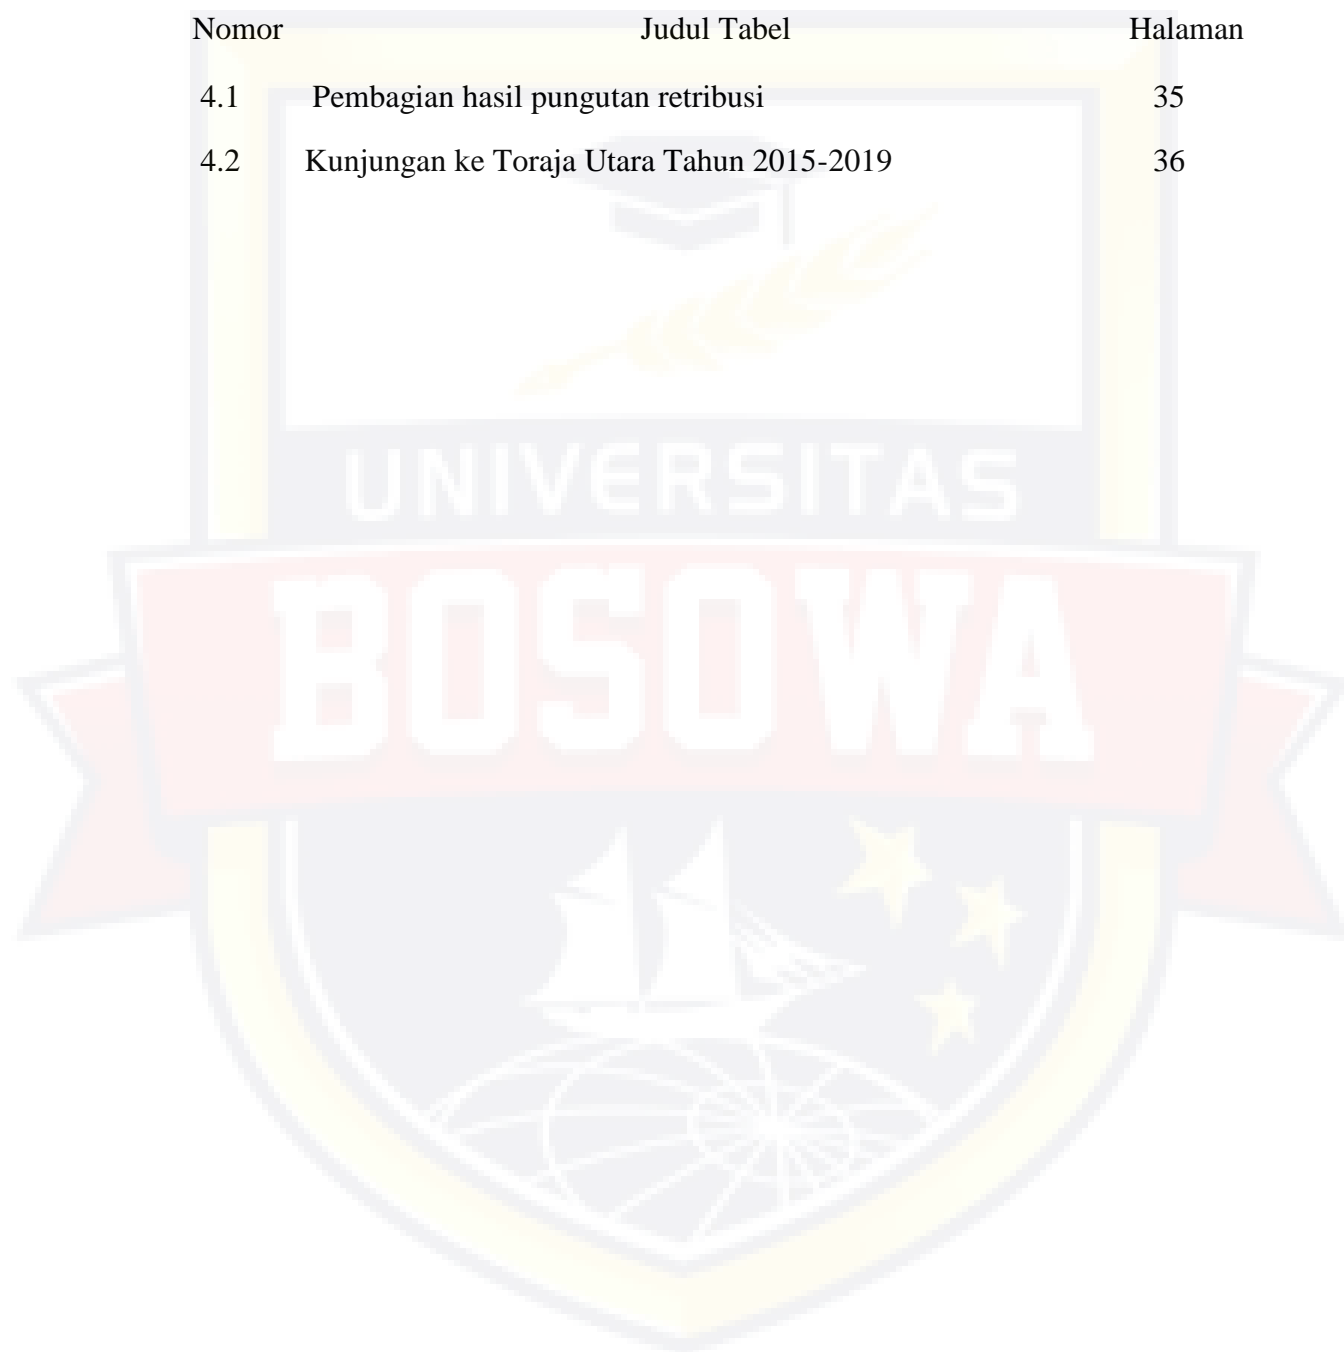 Nomor Judul Tabel Halaman
4.1 Pembagian hasil pungutan retribusi 35
4.2 Kunjungan ke Toraja Utara Tahun 2015-2019 36
UNIVERSITAS
BOSOWA